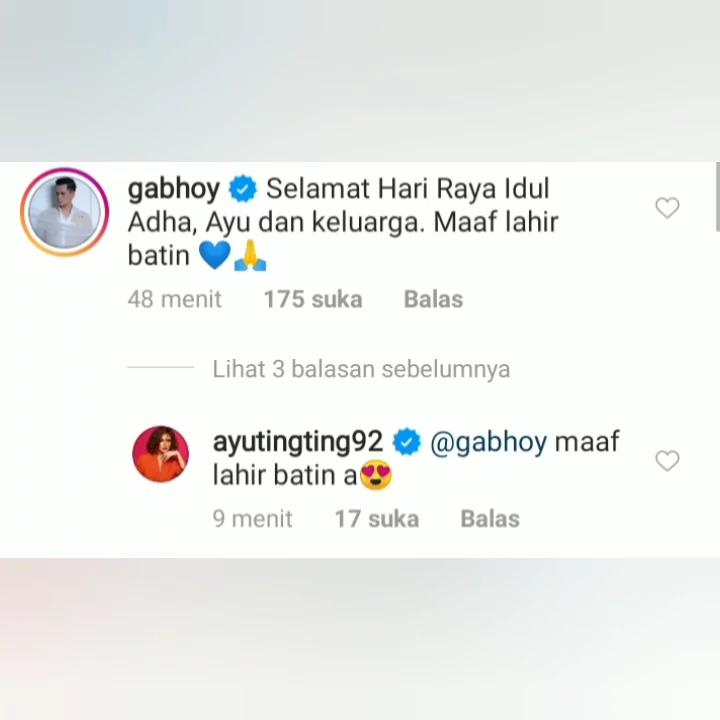 gabhoy Selamat Hari Raya Idul
Adha, Ayu dan keluarga. Maaf lahir
batin 💙🙏
48 menit 175 suka Balas
Lihat 3 balasan sebelumnya
ayutingting92 @gabhoy maaf
lahir batin a😍
9 menit 17 suka Balas